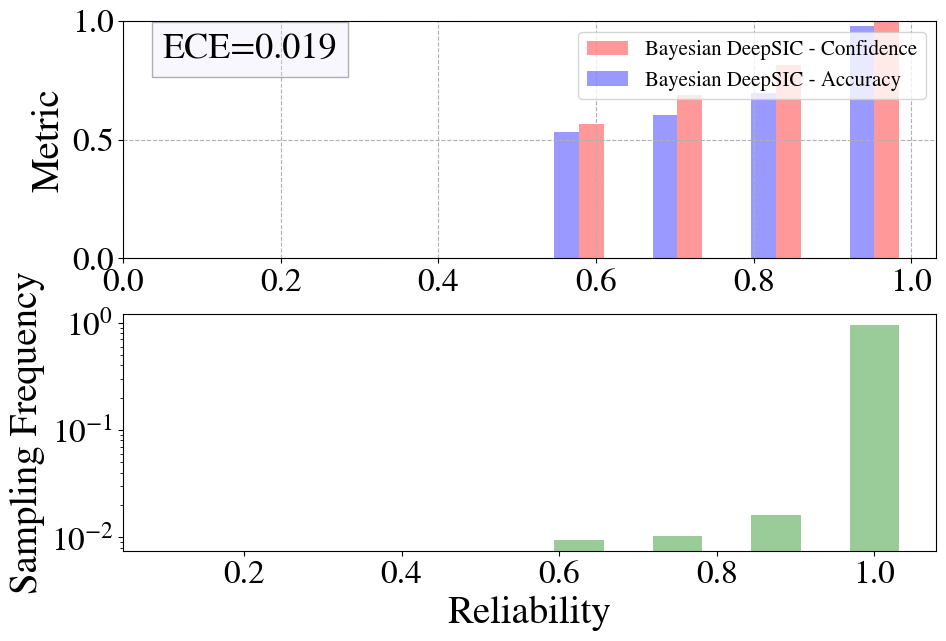 ECE=0.019
Bayesian DeepSIC - Confidence
Bayesian DeepSIC - Accuracy
Metric
1.0
0.5
0.0
0.0 0.2 0.4 0.6 0.8 1.0
Sampling Frequency
10⁰
10⁻¹
10⁻²
0.2 0.4 0.6 0.8 1.0
Reliability